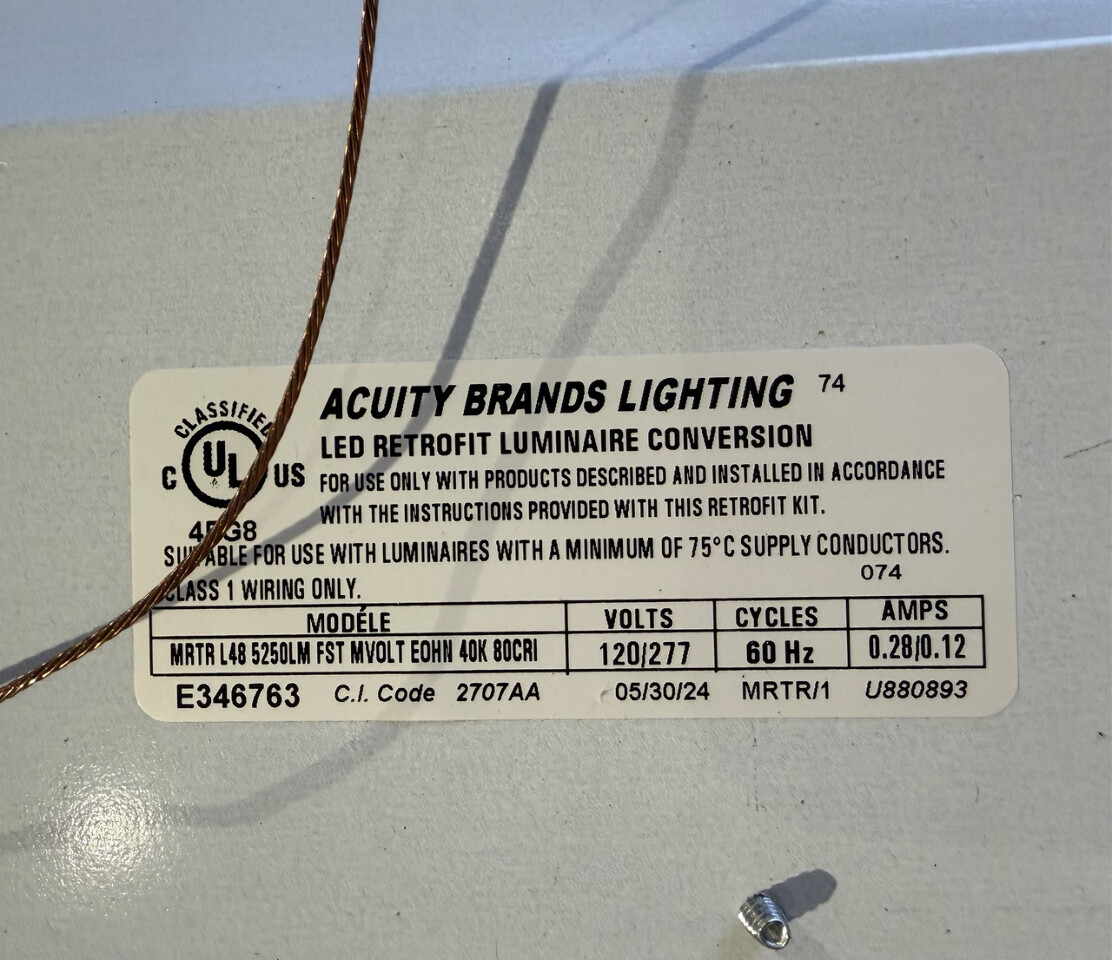 ACUITY BRANDS LIGHTING 74
LED RETROFIT LUMINAIRE CONVERSION
CLASSIFIED
C UL US
FOR USE ONLY WITH PRODUCTS DESCRIBED AND INSTALLED IN ACCORDANCE
WITH THE INSTRUCTIONS PROVIDED WITH THIS RETROFIT KIT.
SUITABLE FOR USE WITH LUMINAIRES WITH A MINIMUM OF 75°C SUPPLY CONDUCTORS.
074
CLASS 1 WIRING ONLY.
MODÉLE VOLTS CYCLES AMPS
MRTR L48 5250LM FST MVOLT EOHN 40K 80CRI 120/277 60 Hz 0.28/0.12
E346763 C.I. Code 2707AA 05/30/24 MRTR/1 U880893